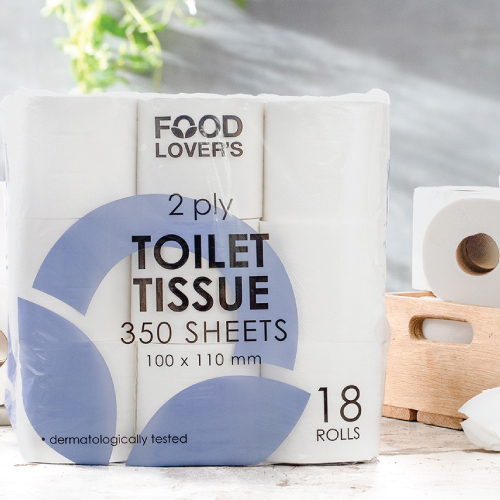 FOOD
LOVER'S
2 ply
TOILET
TISSUE
350 SHEETS
100 x 110 mm
18
ROLLS
• dermatologically tested